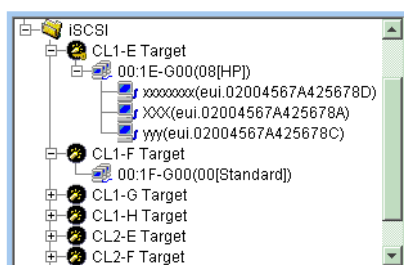 iSCSI
CL1-E Target
00:1E-G00(08[HP])
xxxxxxxx(eui.02004567A425678D)
XXX(eui.02004567A425678A)
yyy(eui.02004567A425678C)
CL1-F Target
00:1F-G00(00[Standard])
CL1-G Target
CL1-H Target
CL2-E Target
CL2-F Target